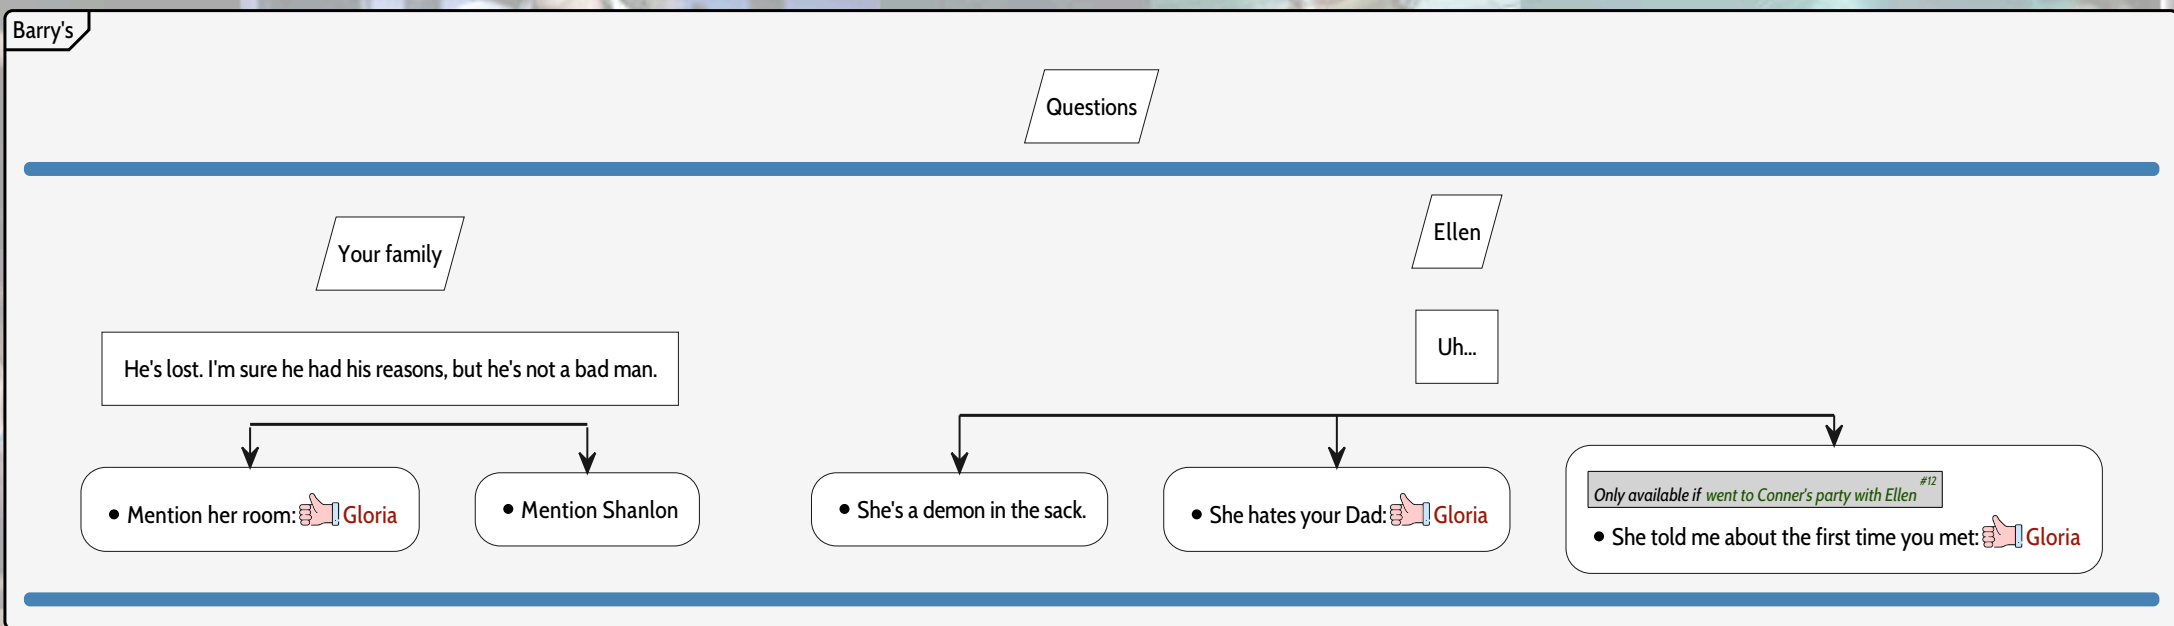 Barry's
Questions
Your family
He's lost. I'm sure he had his reasons, but he's not a bad man.
• Mention her room: Gloria
• Mention Shanlon
Ellen
Uh...
• She's a demon in the sack.
• She hates your Dad: Gloria
Only available if went to Conner's party with Ellen #12
• She told me about the first time you met: Gloria